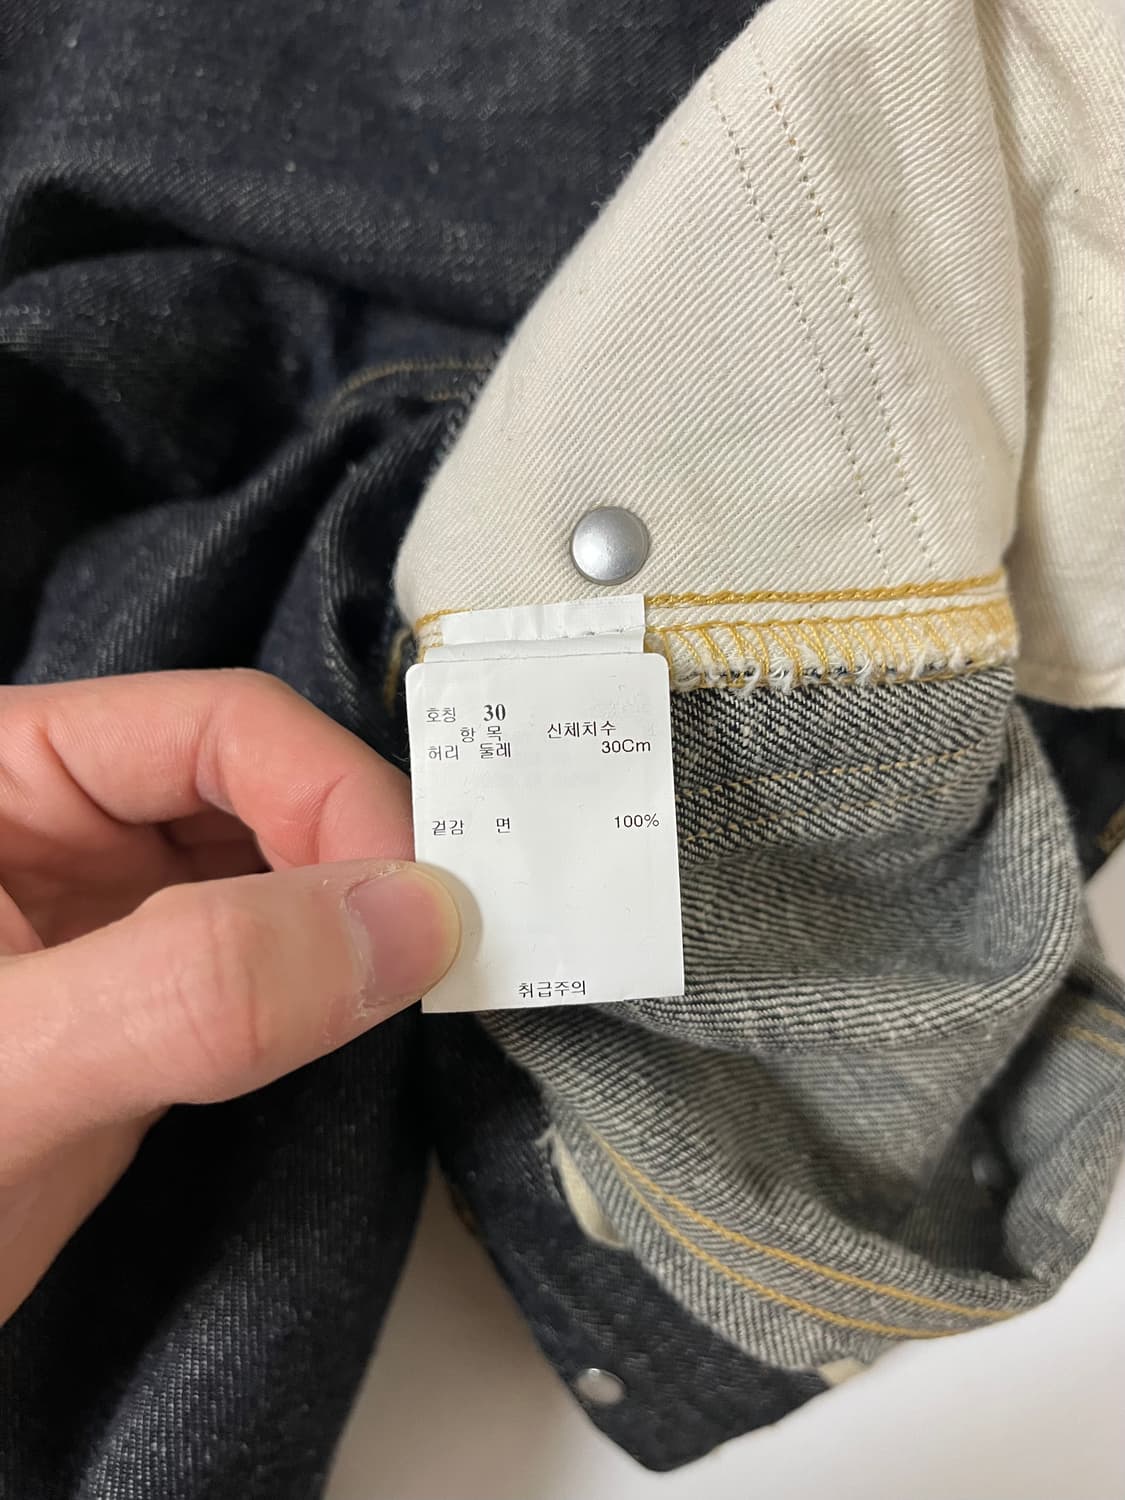 호칭 30
항 목 신체치수
허리 둘레 30Cm
겉감 면 100%
취급주의